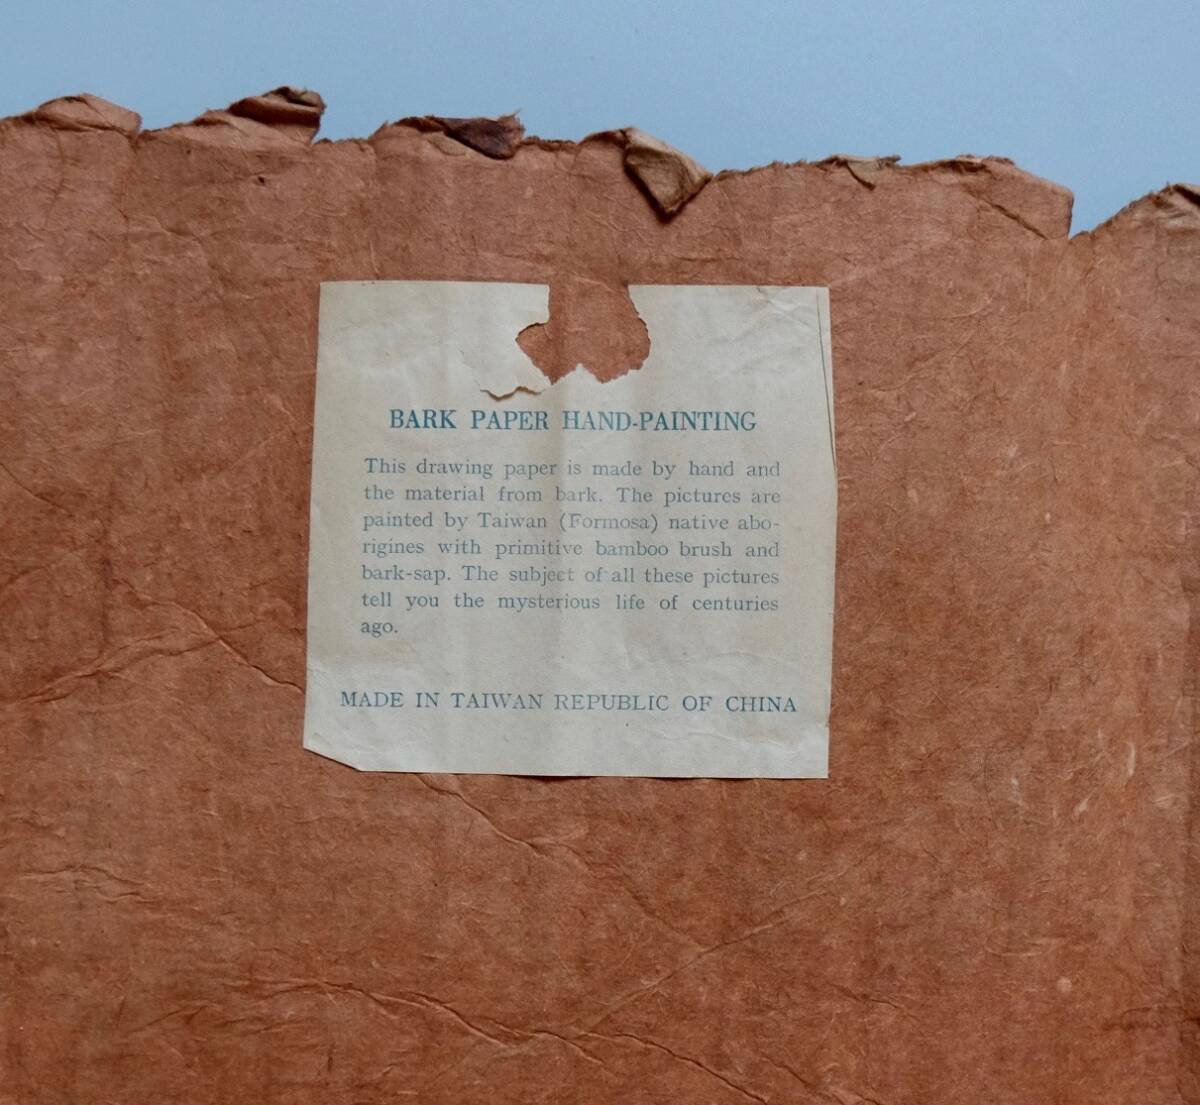 BARK PAPER HAND-PAINTING
This drawing paper is made by hand and
the material from bark. The pictures are
painted by Taiwan (Formosa) native abo-
rigines with primitive bamboo brush and
bark-sap. The subject of all these pictures
tell you the mysterious life of centuries
ago.
MADE IN TAIWAN REPUBLIC OF CHINA